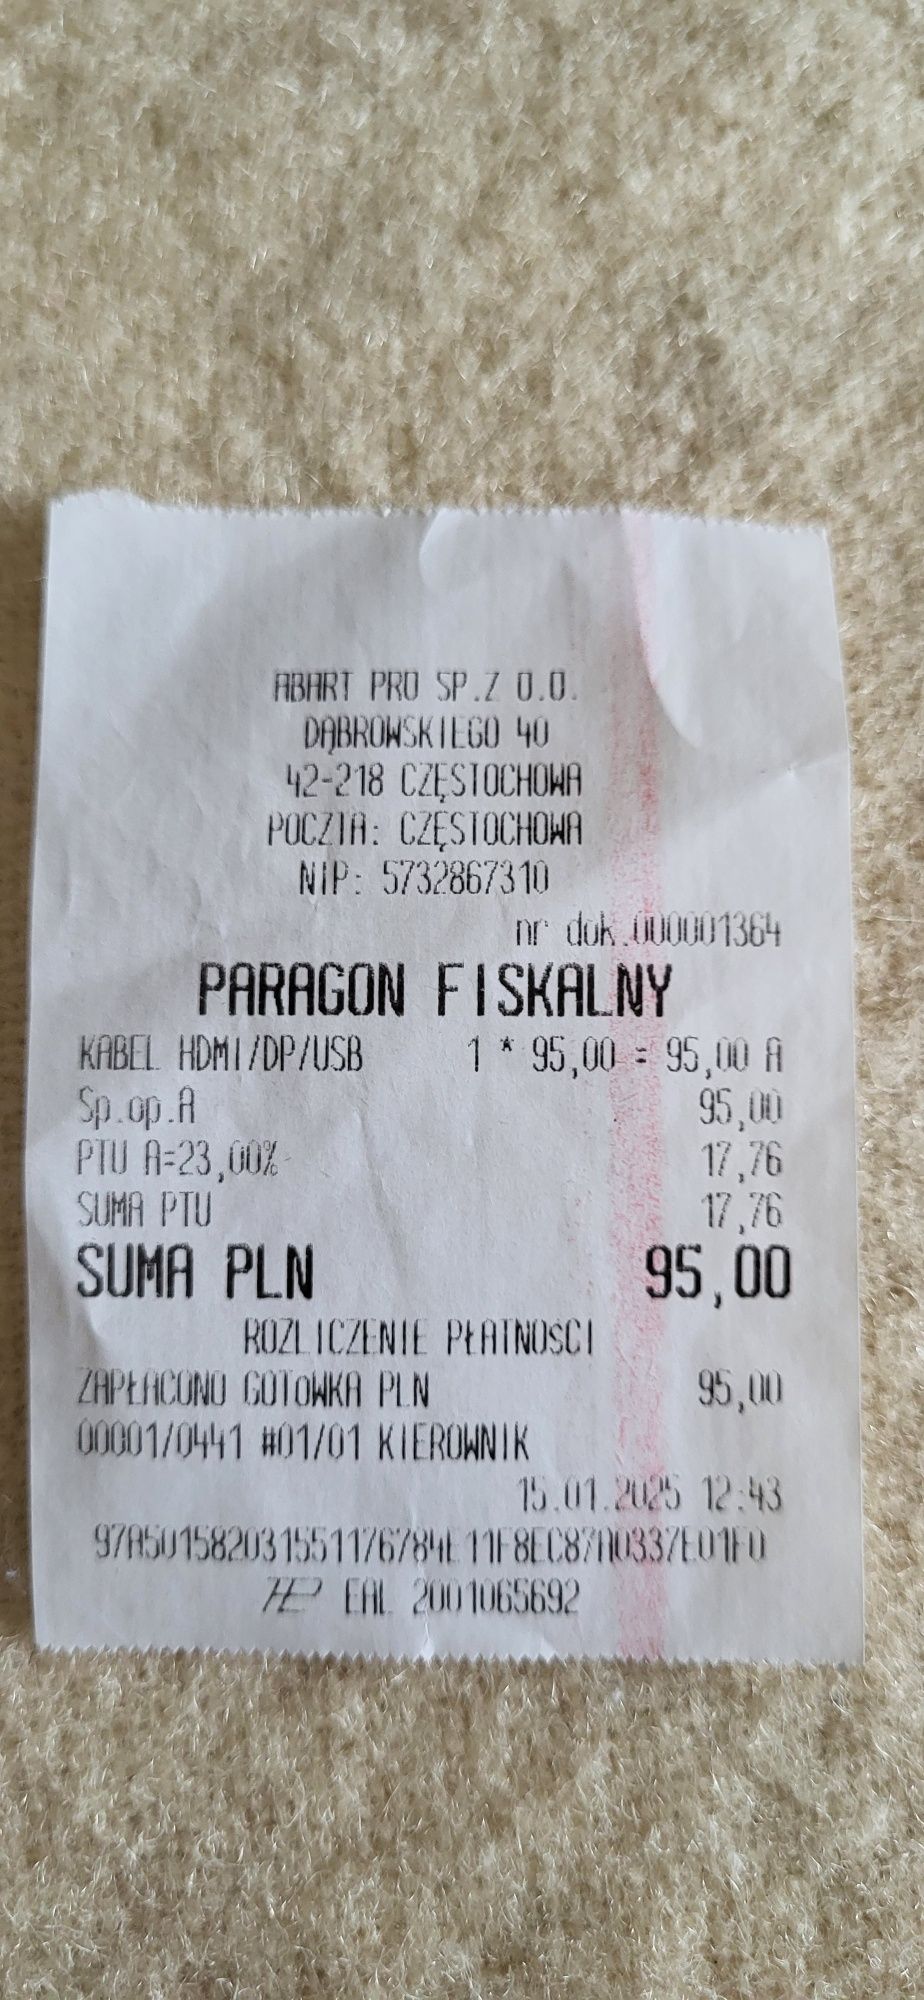 ABART PRO SP.Z O.O.
DĄBROWSKIEGO 40
42-218 CZĘSTOCHOWA
POCZTA: CZĘSTOCHOWA
NIP: 5732867310
nr dok.000001364
PARAGON FISKALNY
KABEL HDMI/DP/USB 1 * 95,00 = 95,00 A
Sp.op.A 95,00
PTU A=23,00% 17,76
SUMA PTU 17,76
SUMA PLN 95,00
ROZLICZENIE PŁATNOŚCI
ZAPŁACONO GOTÓWKA PLN 95,00
00001/0441 #01/01 KIEROWNIK
15.01.2025 12:43
97A501582031551176784E11F8EC87A0337E01F0
EAL 2001065692